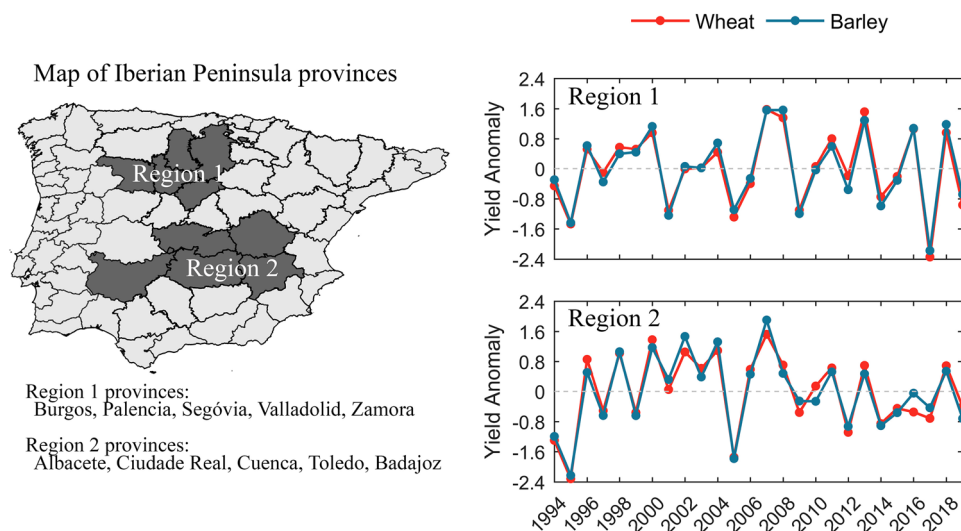 Wheat Barley
Map of Iberian Peninsula provinces
Region 1
Region 2
Region 1 provinces:
Burgos, Palencia, Segóvia, Valladolid, Zamora
Region 2 provinces:
Albacete, Ciudade Real, Cuenca, Toledo, Badajoz
Region 1
Yield Anomaly
2.4
1.6
0.8
0
-0.8
-1.6
-2.4
Region 2
Yield Anomaly
2.4
1.6
0.8
0
-0.8
-1.6
-2.4
1994 1996 1998 2000 2002 2004 2006 2008 2010 2012 2014 2016 2018